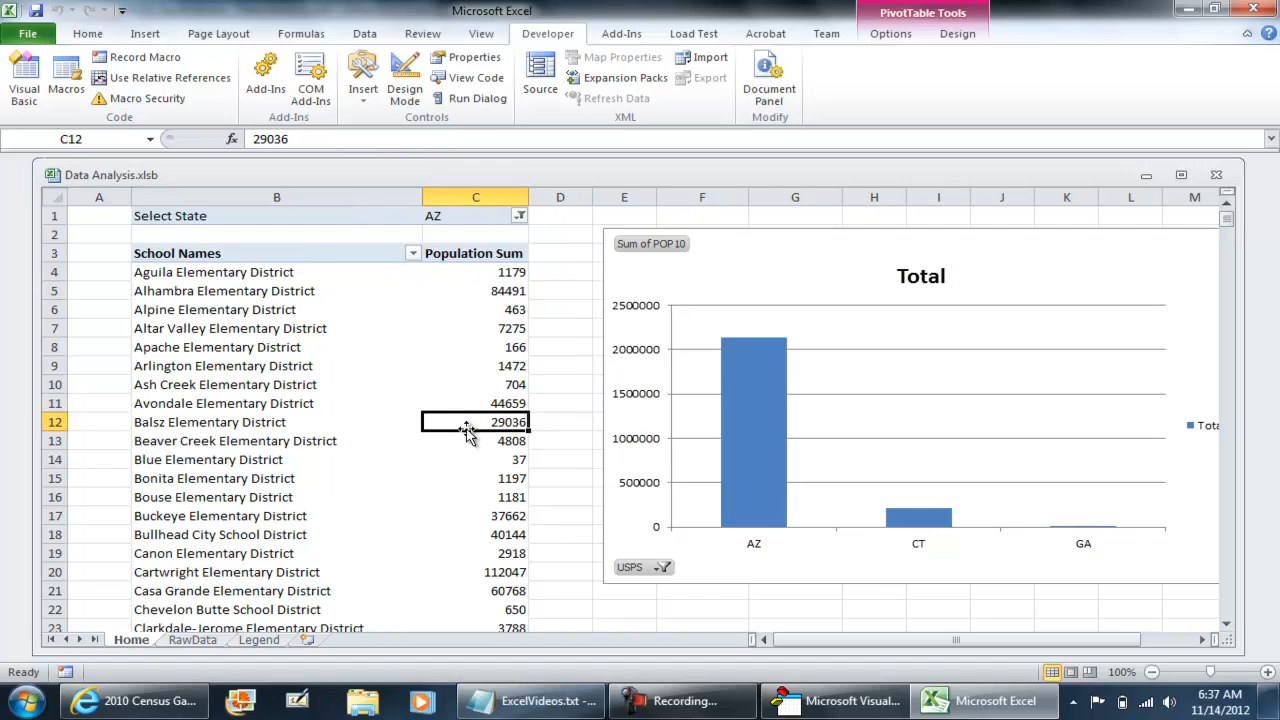 Microsoft Excel
PivotTable Tools
File Home Insert Page Layout Formulas Data Review View Developer Add-Ins Load Test Acrobat Team Options Design
Visual Basic
Macros
Record Macro
Use Relative References
Macro Security
Code
Add-Ins
COM Add-Ins
Add-Ins
Insert
Design Mode
Properties
View Code
Run Dialog
Controls
Source
Map Properties
Expansion Packs
Refresh Data
Import
Export
XML
Document Panel
Modify
C12 fx 29036
Data Analysis.xlsb
A B C D E F G H I J K L M
1 Select State AZ
2
3 School Names Population Sum
4 Aguila Elementary District 1179
5 Alhambra Elementary District 84491
6 Alpine Elementary District 463
7 Altar Valley Elementary District 7275
8 Apache Elementary District 166
9 Arlington Elementary District 1472
10 Ash Creek Elementary District 704
11 Avondale Elementary District 44659
12 Balsz Elementary District 29036
13 Beaver Creek Elementary District 4808
14 Blue Elementary District 37
15 Bonita Elementary District 1197
16 Bouse Elementary District 1181
17 Buckeye Elementary District 37662
18 Bullhead City School District 40144
19 Canon Elementary District 2918
20 Cartwright Elementary District 112047
21 Casa Grande Elementary District 60768
22 Chevelon Butte School District 650
23 Clarkdale-Jerome Elementary District 3788
Sum of POP10
Total
2500000
2000000
1500000
1000000
500000
0
AZ CT GA
Tota
USPS
Home RawData Legend
Ready 100%
2010 Census Ga... ExcelVideos.txt -... Recording... Microsoft Visual... Microsoft Excel
6:37 AM
11/14/2012